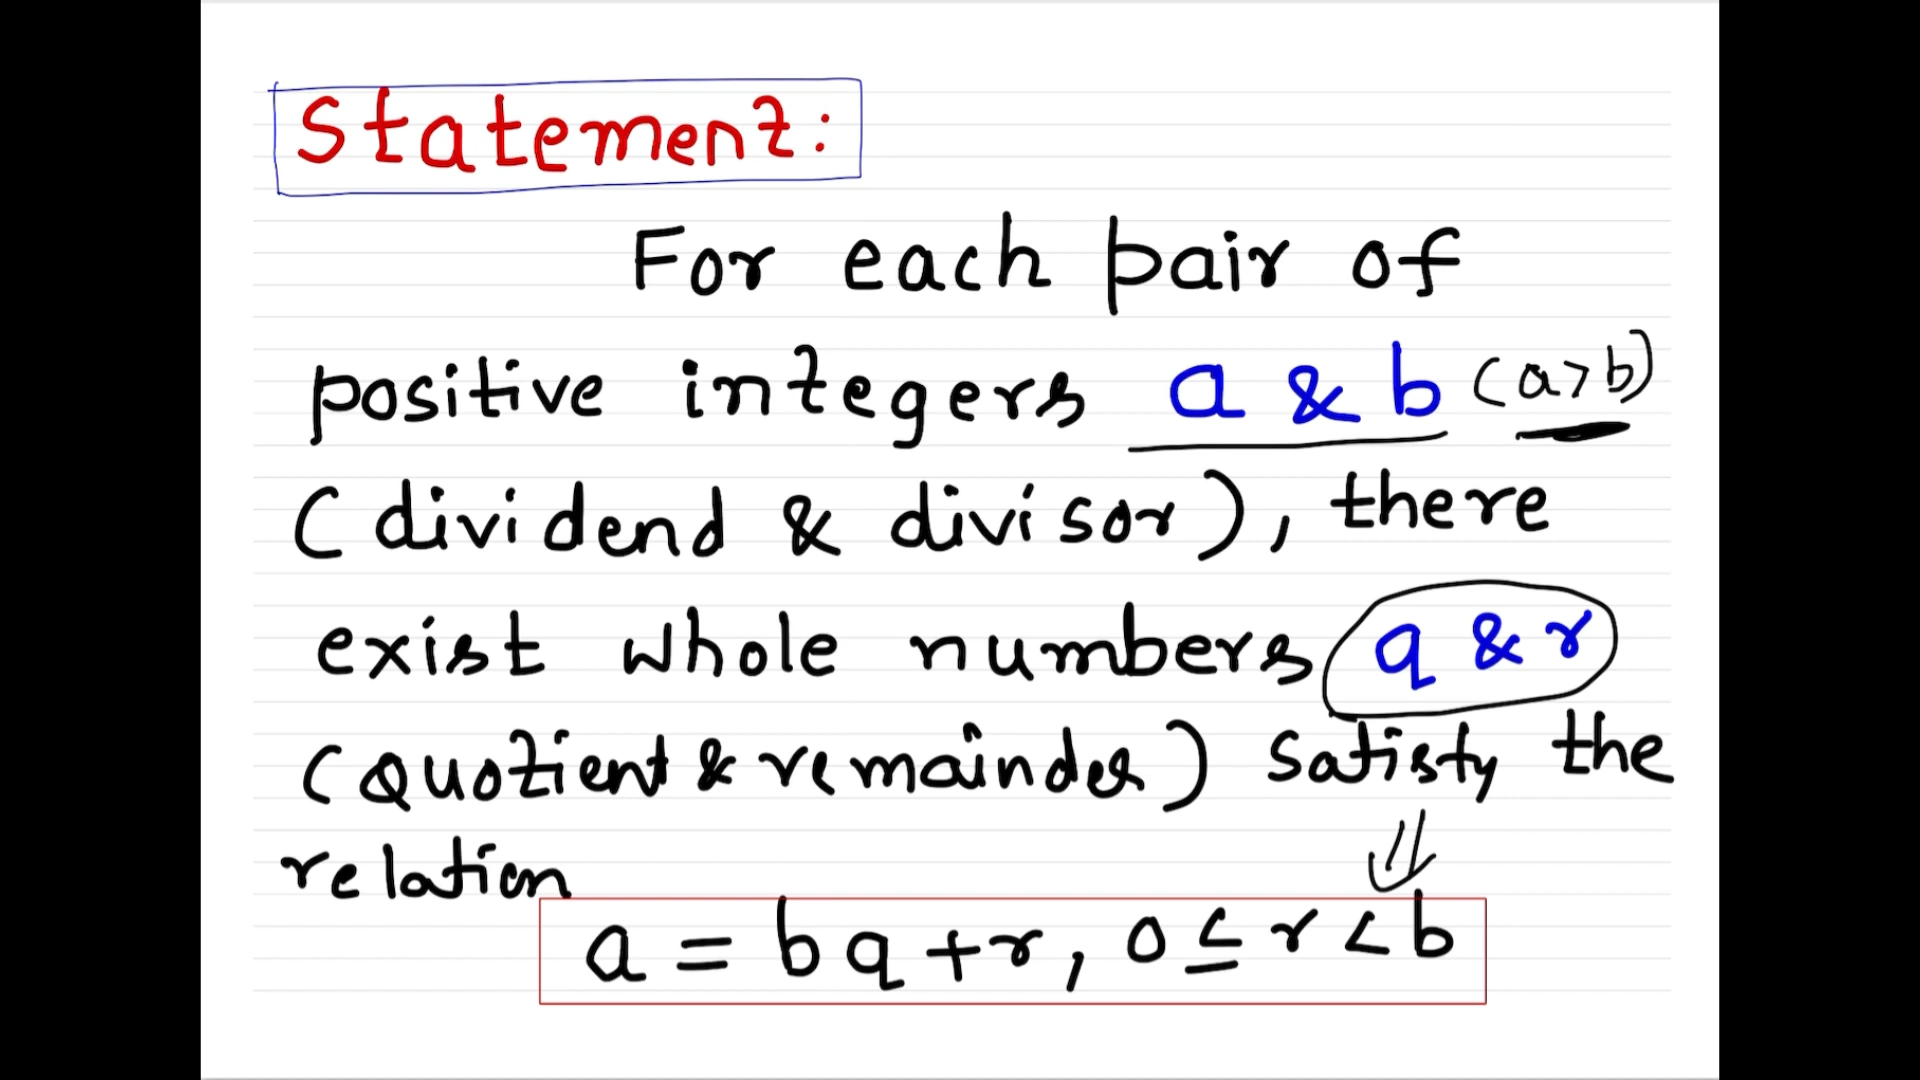 Statement:
For each pair of
positive integers a & b (a>b)
(dividend & divisor), there
exist whole numbers q & r
(Quotient & remainder) satisfy the
relation
a = bq+r, 0 ≤ r < b